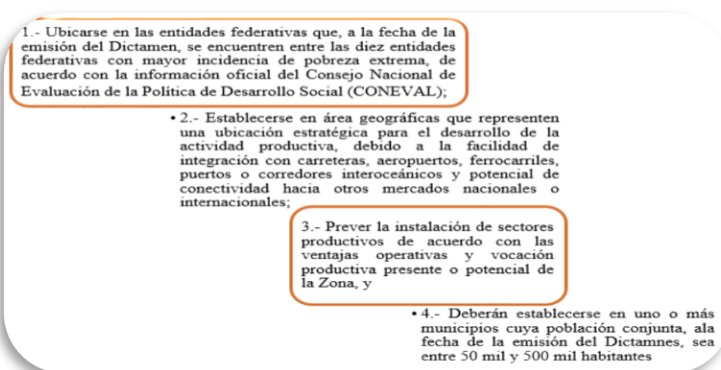 1.- Ubicarse en las entidades federativas que, a la fecha de la
emisión del Dictamen, se encuentren entre las diez entidades
federativas con mayor incidencia de pobreza extrema, de
acuerdo con la información oficial del Consejo Nacional de
Evaluación de la Política de Desarrollo Social (CONEVAL);
• 2.- Establecerse en área geográficas que representen
una ubicación estratégica para el desarrollo de la
actividad productiva, debido a la facilidad de
integración con carreteras, aeropuertos, ferrocarriles,
puertos o corredores interoceánicos y potencial de
conectividad hacia otros mercados nacionales o
internacionales;
3.- Prever la instalación de sectores
productivos de acuerdo con las
ventajas operativas y vocación
productiva presente o potencial de
la Zona, y
• 4.- Deberán establecerse en uno o más
municipios cuya población conjunta, ala
fecha de la emisión del Dictamnes, sea
entre 50 mil y 500 mil habitantes